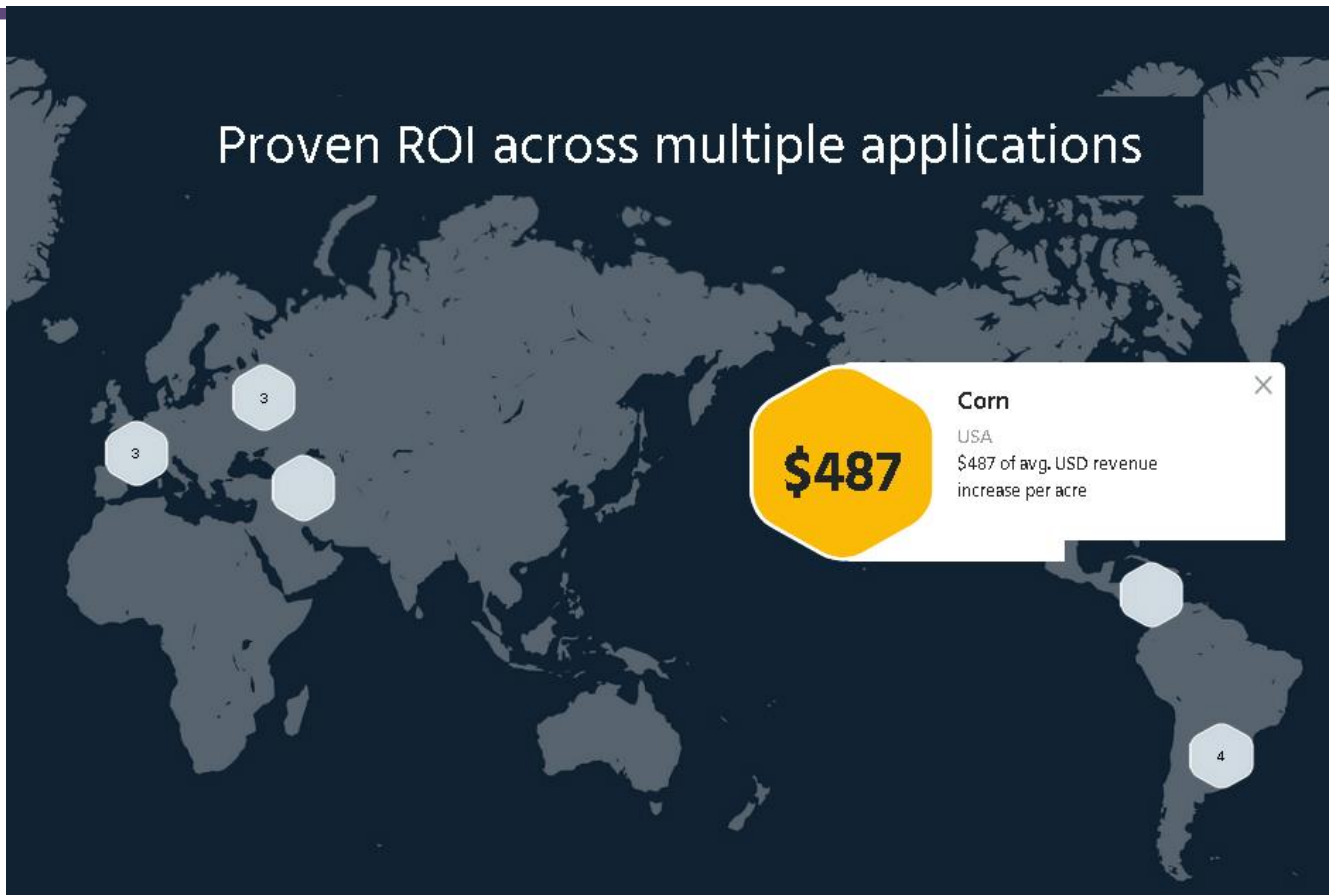 Proven ROI across multiple applications
3
Corn
USA
3
$487
$487 of avg. USD revenue
increase per acre
4